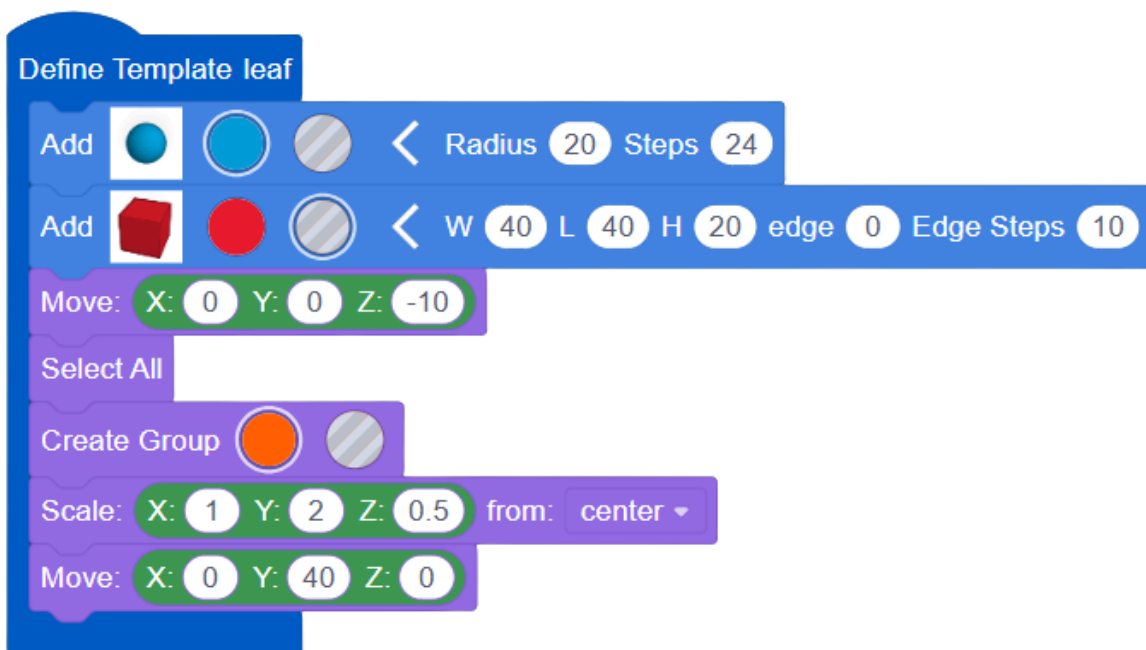 Define Template leaf
Add Radius 20 Steps 24
Add W 40 L 40 H 20 edge 0 Edge Steps 10
Move: X: 0 Y: 0 Z: -10
Select All
Create Group
Scale: X: 1 Y: 2 Z: 0.5 from: center
Move: X: 0 Y: 40 Z: 0